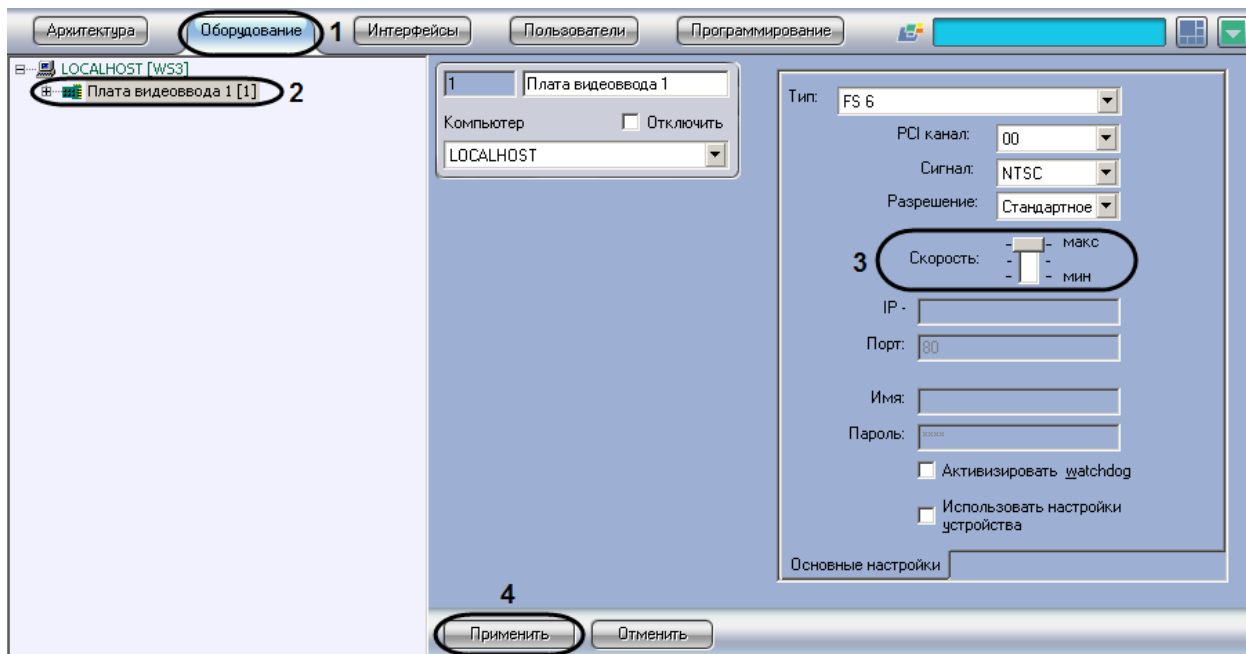 Архитектура Оборудование 1 Интерфейсы Пользователи Программирование
LOCALHOST [WS3]
Плата видеоввода 1 [1] 2
1 Плата видеоввода 1
Компьютер Отключить
LOCALHOST
Тип: FS 6
PCI канал: 00
Сигнал: NTSC
Разрешение: Стандартное
3 Скорость: макс
мин
IP -
Порт: 80
Имя:
Пароль: ****
Активизировать watchdog
Использовать настройки
устройства
Основные настройки
4
Применить Отменить